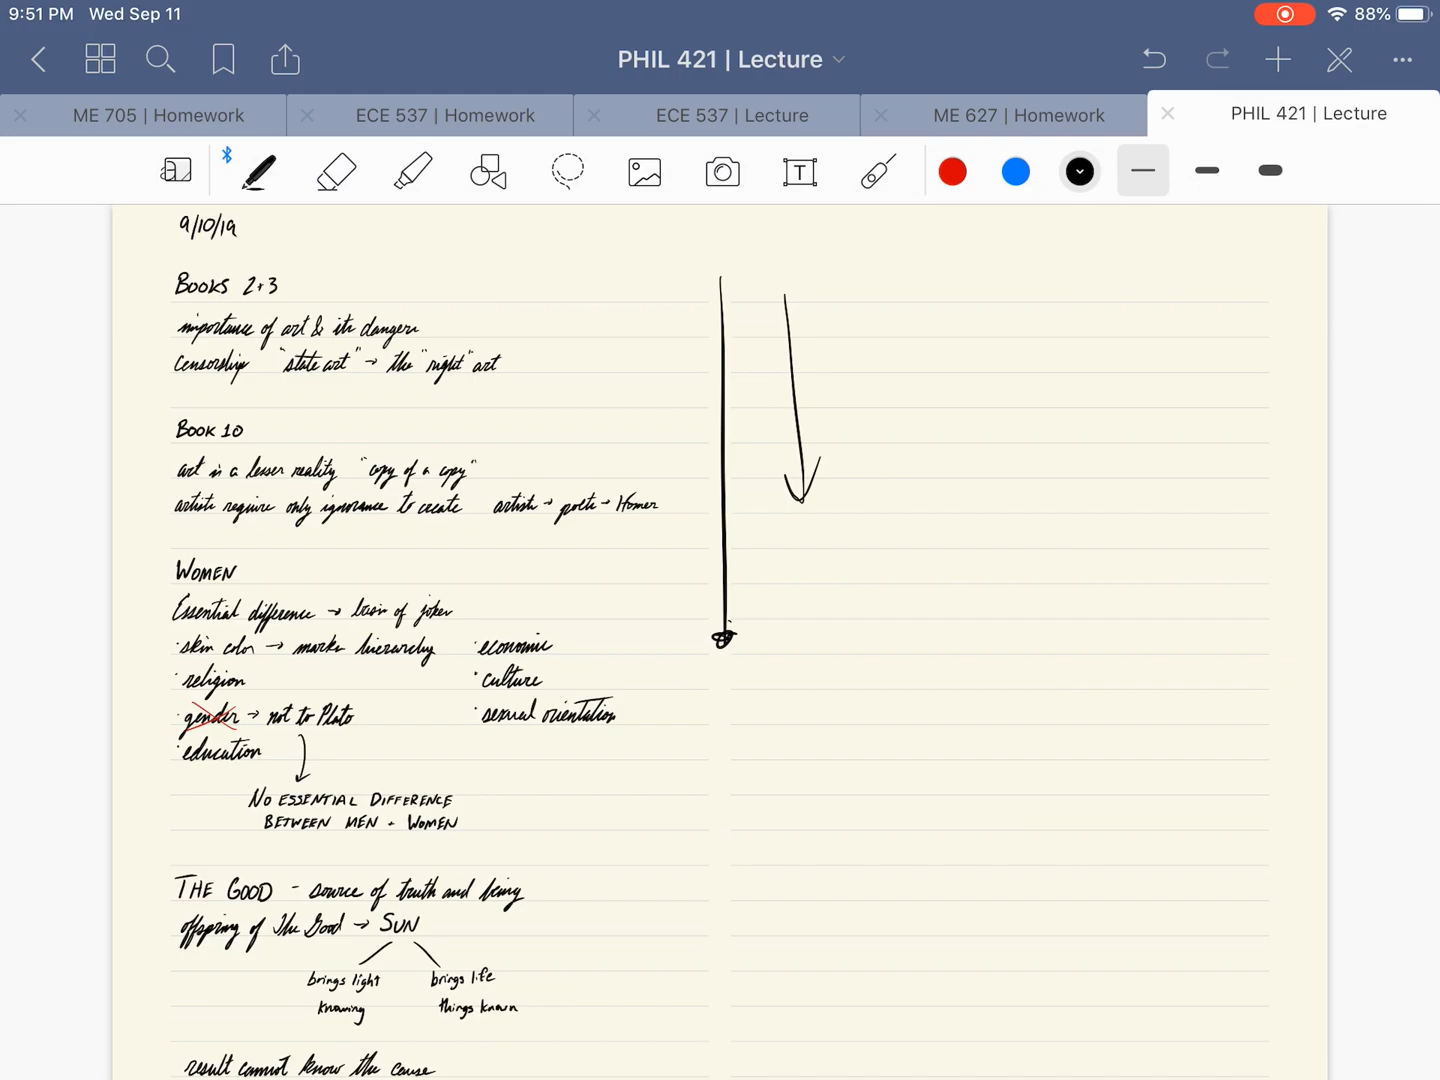 9:51 PM Wed Sep 11 88%
PHIL 421 | Lecture
ME 705 | Homework
ECE 537 | Homework
ECE 537 | Lecture
ME 627 | Homework
PHIL 421 | Lecture
a
T
9/10/19
BOOKS 2+3
importance of art & its dangers
censorship "state art" → the "right" art
BOOK 10
art is a lesser reality "copy of a copy"
artists require only ignorance to create artists → poets → Homer
WOMEN
Essential difference → basis of joker
· skin color → marks hierarchy · economic
· religion · culture
· gender → not to Plato · sexual orientation
· education
NO ESSENTIAL DIFFERENCE
BETWEEN MEN + WOMEN
THE GOOD - source of truth and being
offspring of The Good → SUN
brings light brings life
knowing things known
result cannot know the cause